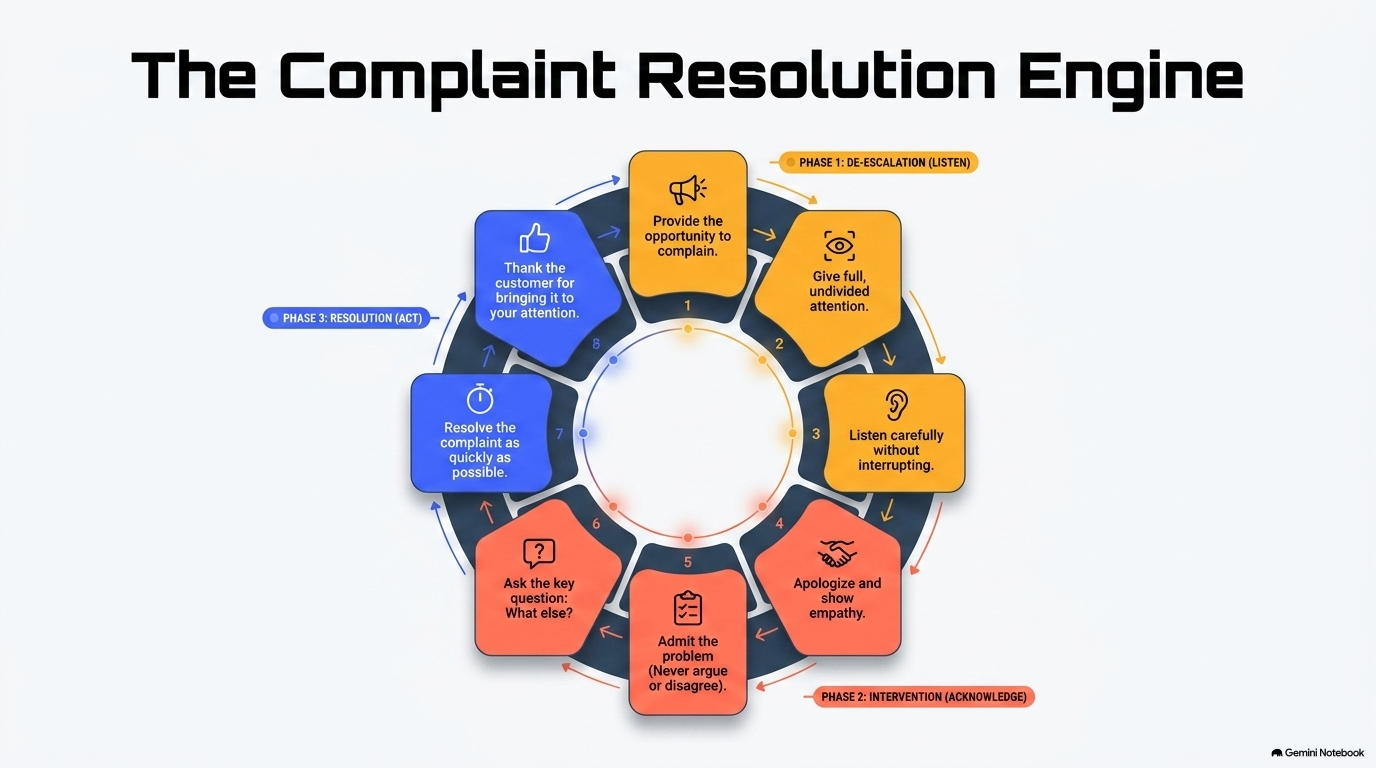 The Complaint Resolution Engine
PHASE 1: DE-ESCALATION (LISTEN)
Provide the
opportunity to
complain.
1
Give full,
undivided
attention.
2
Listen carefully
without
interrupting.
3
Apologize and
show
empathy.
4
PHASE 2: INTERVENTION (ACKNOWLEDGE)
Admit the
problem
(Never argue
or disagree).
5
Ask the key
question:
What else?
6
PHASE 3: RESOLUTION (ACT)
Resolve the
complaint as
quickly as
possible.
7
Thank the
customer for
bringing it to
your attention.
8
Gemini Notebook